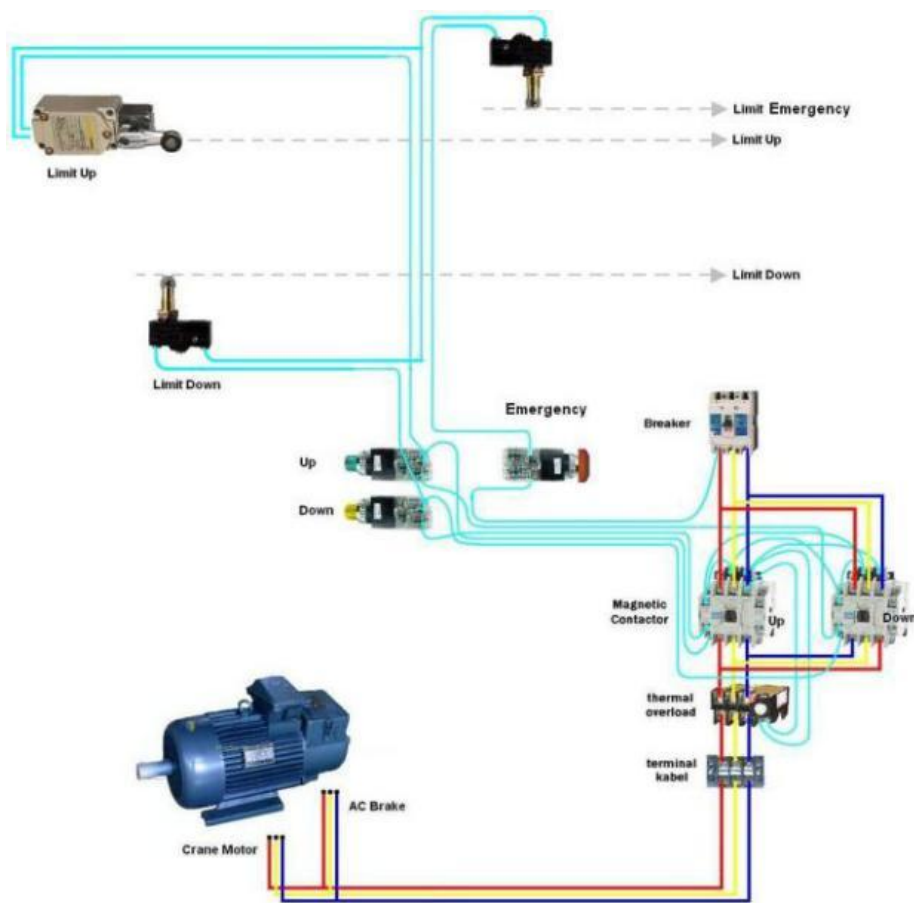 Limit Emergency
Limit Up
Limit Up
Limit Down
Limit Down
Emergency
Breaker
Up
Down
Magnetic
Contactor
Up
Down
thermal
overload
terminal
kabel
AC Brake
Crane Motor